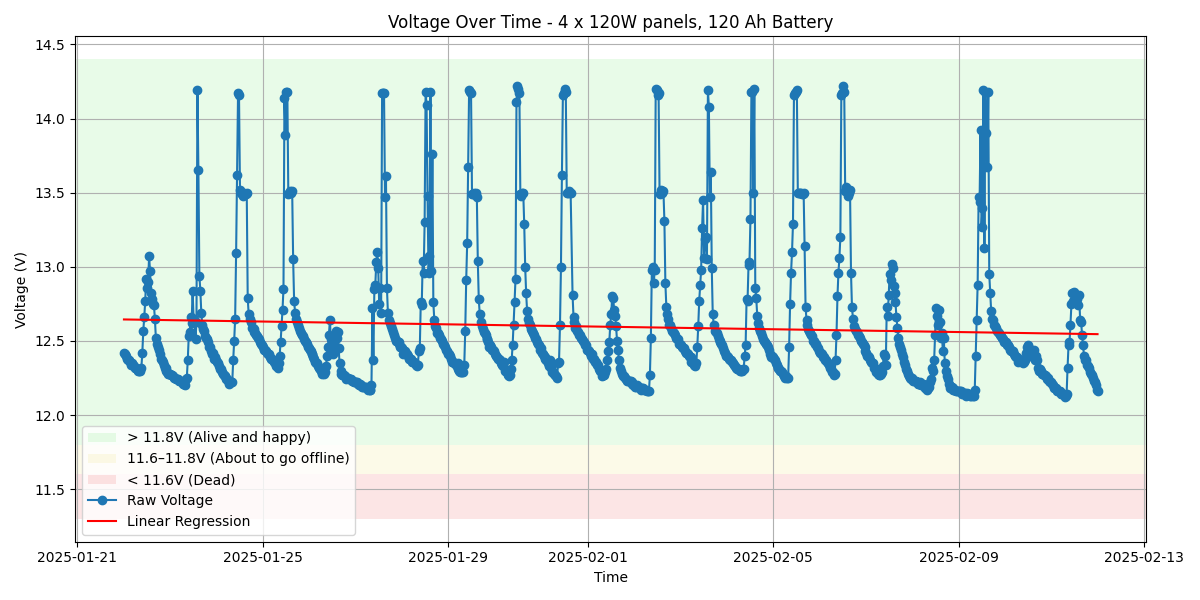 Voltage Over Time - 4 x 120W panels, 120 Ah Battery
Voltage (V)
14.5
14.0
13.5
13.0
12.5
12.0
11.5
> 11.8V (Alive and happy)
11.6–11.8V (About to go offline)
< 11.6V (Dead)
Raw Voltage
Linear Regression
2025-01-21 2025-01-25 2025-01-29 2025-02-01 2025-02-05 2025-02-09 2025-02-13
Time